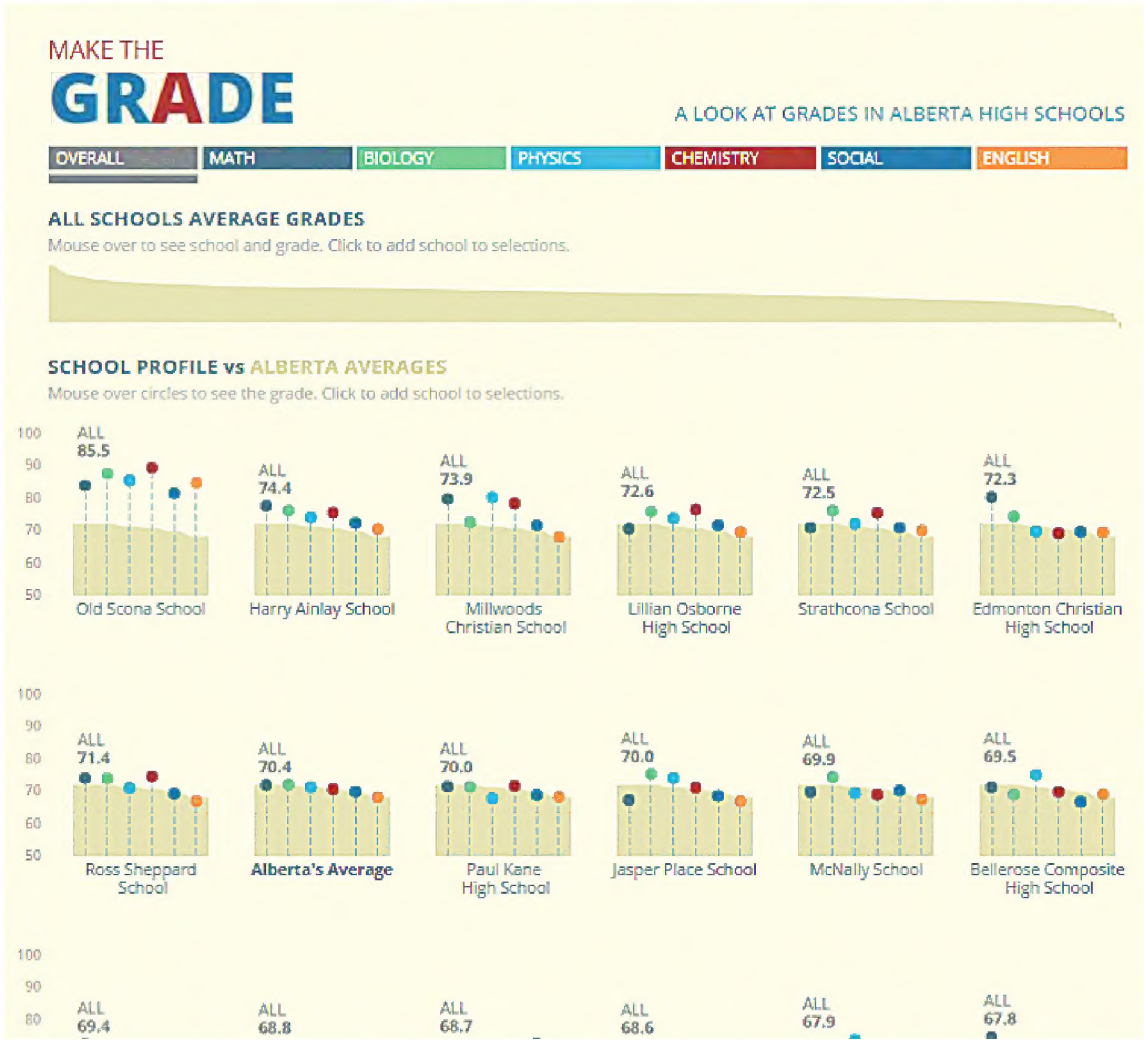 MAKE THE
GRADE
A LOOK AT GRADES IN ALBERTA HIGH SCHOOLS
OVERALL MATH BIOLOGY PHYSICS CHEMISTRY SOCIAL ENGLISH
ALL SCHOOLS AVERAGE GRADES
Mouse over to see school and grade. Click to add school to selections.
SCHOOL PROFILE vs ALBERTA AVERAGES
Mouse over circles to see the grade. Click to add school to selections.
100
90
80
70
60
50
ALL
85.5
Old Scona School
ALL
74.4
Harry Ainlay School
ALL
73.9
Millwoods
Christian School
ALL
72.6
Lillian Osborne
High School
ALL
72.5
Strathcona School
ALL
72.3
Edmonton Christian
High School
100
90
80
70
60
50
ALL
71.4
Ross Sheppard
School
ALL
70.4
Alberta's Average
ALL
70.0
Paul Kane
High School
ALL
70.0
Jasper Place School
ALL
69.9
McNally School
ALL
69.5
Bellerose Composite
High School
100
90
80
ALL
69.4
ALL
68.8
ALL
68.7
ALL
68.6
ALL
67.9
ALL
67.8